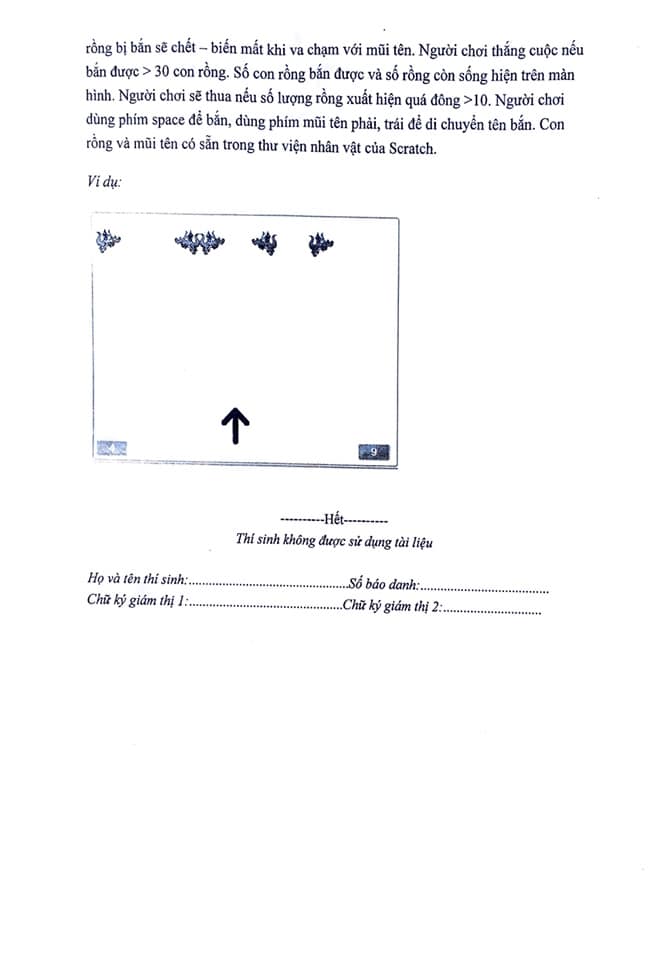 rồng bị bắn sẽ chết – biến mất khi va chạm với mũi tên. Người chơi thắng cuộc nếu
bắn được > 30 con rồng. Số con rồng bắn được và số rồng còn sống hiện trên màn
hình. Người chơi sẽ thua nếu số lượng rồng xuất hiện quá đông >10. Người chơi
dùng phím space để bắn, dùng phím mũi tên phải, trái để di chuyển tên bắn. Con
rồng và mũi tên có sẵn trong thư viện nhân vật của Scratch.
Ví dụ:
9
----------Hết----------
Thí sinh không được sử dụng tài liệu
Họ và tên thí sinh:................................................Số báo danh:......................................
Chữ ký giám thị 1:..............................................Chữ ký giám thị 2:.............................